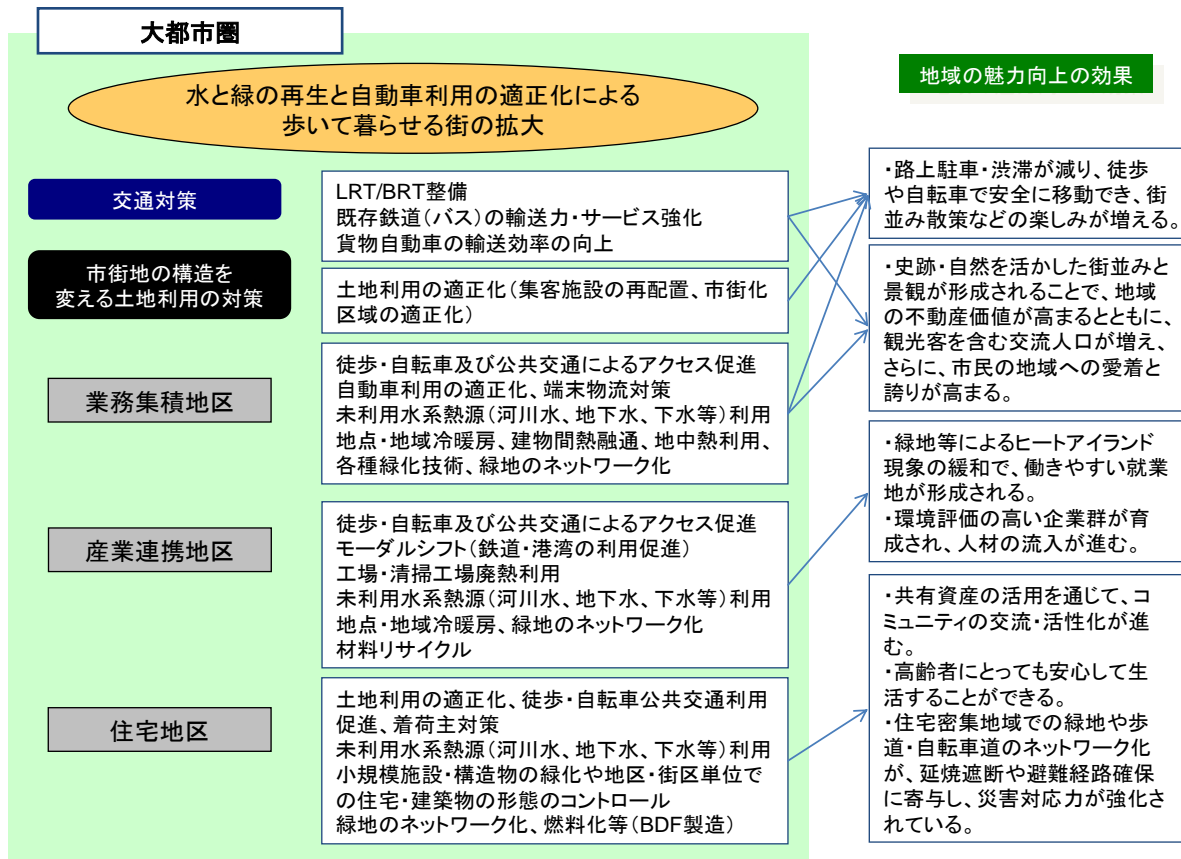 大都市圏
水と緑の再生と自動車利用の適正化による
歩いて暮らせる街の拡大
交通対策
LRT/BRT整備
既存鉄道(バス)の輸送力・サービス強化
貨物自動車の輸送効率の向上
市街地の構造を
変える土地利用の対策
土地利用の適正化(集客施設の再配置、市街化
区域の適正化)
業務集積地区
徒歩・自転車及び公共交通によるアクセス促進
自動車利用の適正化、端末物流対策
未利用水系熱源(河川水、地下水、下水等)利用
地点・地域冷暖房、建物間熱融通、地中熱利用、
各種緑化技術、緑地のネットワーク化
産業連携地区
徒歩・自転車及び公共交通によるアクセス促進
モーダルシフト(鉄道・港湾の利用促進)
工場・清掃工場廃熱利用
未利用水系熱源(河川水、地下水、下水等)利用
地点・地域冷暖房、緑地のネットワーク化
材料リサイクル
住宅地区
土地利用の適正化、徒歩・自転車公共交通利用
促進、着荷主対策
未利用水系熱源(河川水、地下水、下水等)利用
小規模施設・構造物の緑化や地区・街区単位で
の住宅・建築物の形態のコントロール
緑地のネットワーク化、燃料化等(BDF製造)
地域の魅力向上の効果
・路上駐車・渋滞が減り、徒歩
や自転車で安全に移動でき、街
並み散策などの楽しみが増える。
・史跡・自然を活かした街並みと
景観が形成されることで、地域
の不動産価値が高まるとともに、
観光客を含む交流人口が増え、
さらに、市民の地域への愛着と
誇りが高まる。
・緑地等によるヒートアイランド
現象の緩和で、働きやすい就業
地が形成される。
・環境評価の高い企業群が育
成され、人材の流入が進む。
・共有資産の活用を通じて、コ
ミュニティの交流・活性化が進
む。
・高齢者にとっても安心して生
活することができる。
・住宅密集地域での緑地や歩
道・自転車道のネットワーク化
が、延焼遮断や避難経路確保
に寄与し、災害対応力が強化さ
れている。